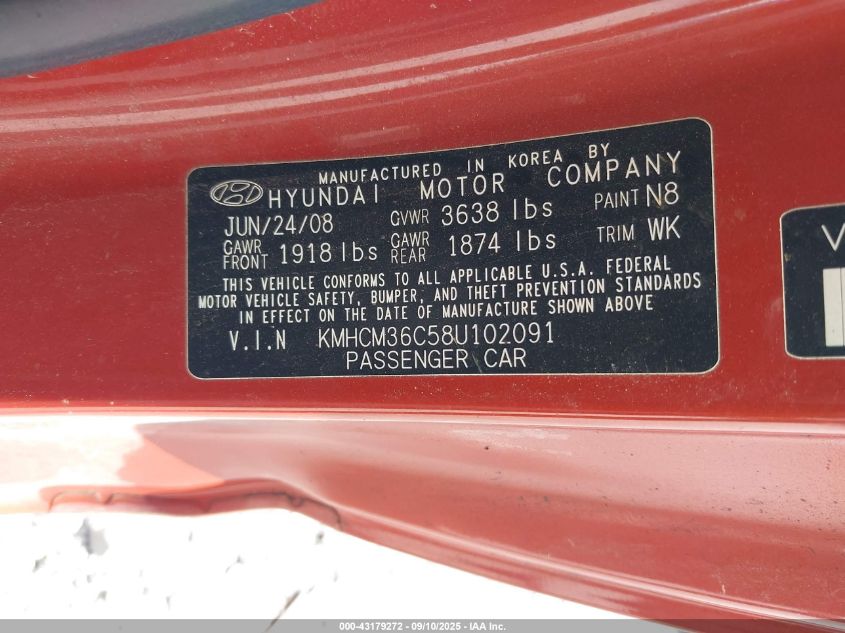 MANUFACTURED IN KOREA BY
HYUNDAI MOTOR COMPANY
JUN/24/08 GVWR 3638 lbs PAINT N8
GAWR FRONT 1918 lbs GAWR REAR 1874 lbs TRIM WK
THIS VEHICLE CONFORMS TO ALL APPLICABLE U.S.A. FEDERAL
MOTOR VEHICLE SAFETY, BUMPER, AND THEFT PREVENTION STANDARDS
IN EFFECT ON THE DATE OF MANUFACTURE SHOWN ABOVE
V.I.N KMHCM36C58U102091
PASSENGER CAR
V
000-43179272 - 09/10/2025 - IAA Inc.